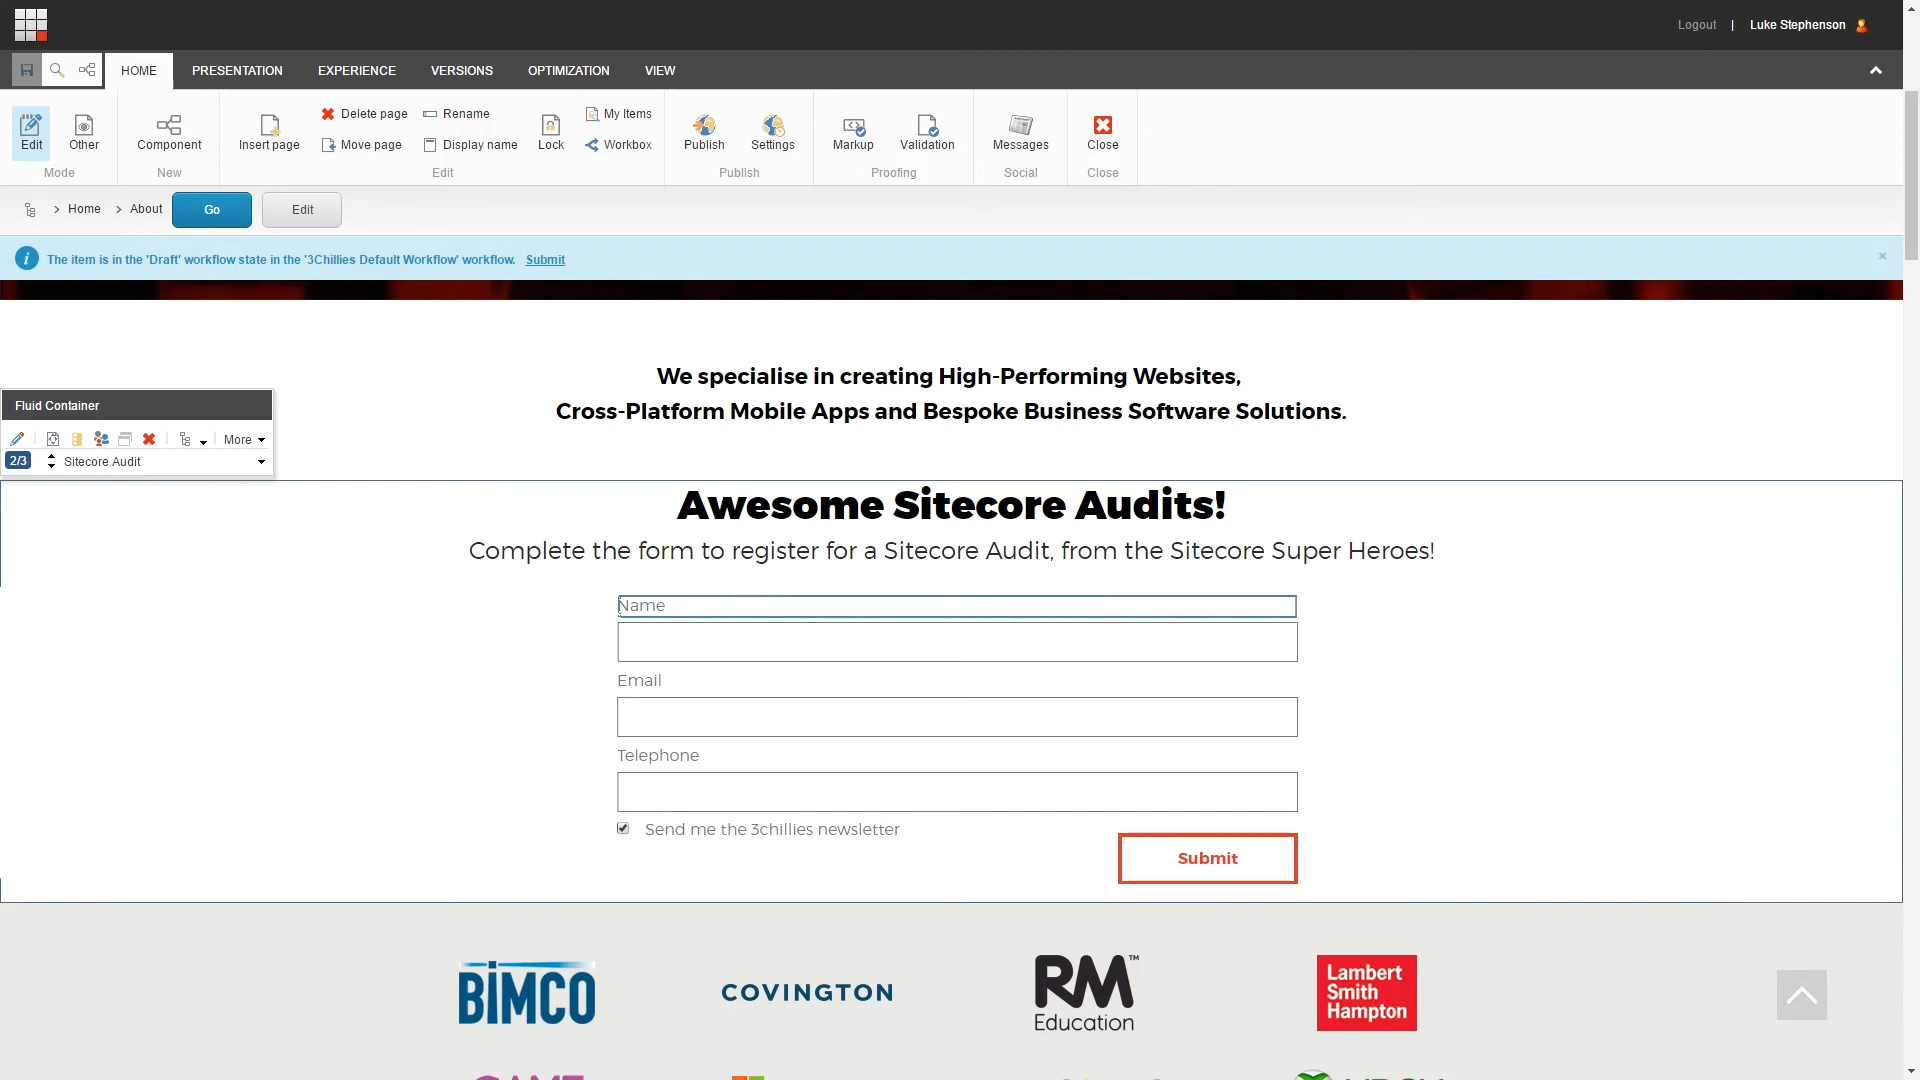 Logout | Luke Stephenson
HOME PRESENTATION EXPERIENCE VERSIONS OPTIMIZATION VIEW
Edit Other
Mode
Component
New
Insert page
Delete page Rename
Move page Display name
Lock
My Items
Workbox
Edit
Publish Settings
Publish
Markup Validation
Proofing
Messages
Social
Close
Close
Home About Go Edit
The item is in the 'Draft' workflow state in the '3Chillies Default Workflow' workflow. Submit
We specialise in creating High-Performing Websites,
Cross-Platform Mobile Apps and Bespoke Business Software Solutions.
Fluid Container
More
2/3 Sitecore Audit
Awesome Sitecore Audits!
Complete the form to register for a Sitecore Audit, from the Sitecore Super Heroes!
Name
Email
Telephone
Send me the 3chillies newsletter
Submit
BIMCO
COVINGTON
RM™
Education
Lambert
Smith
Hampton